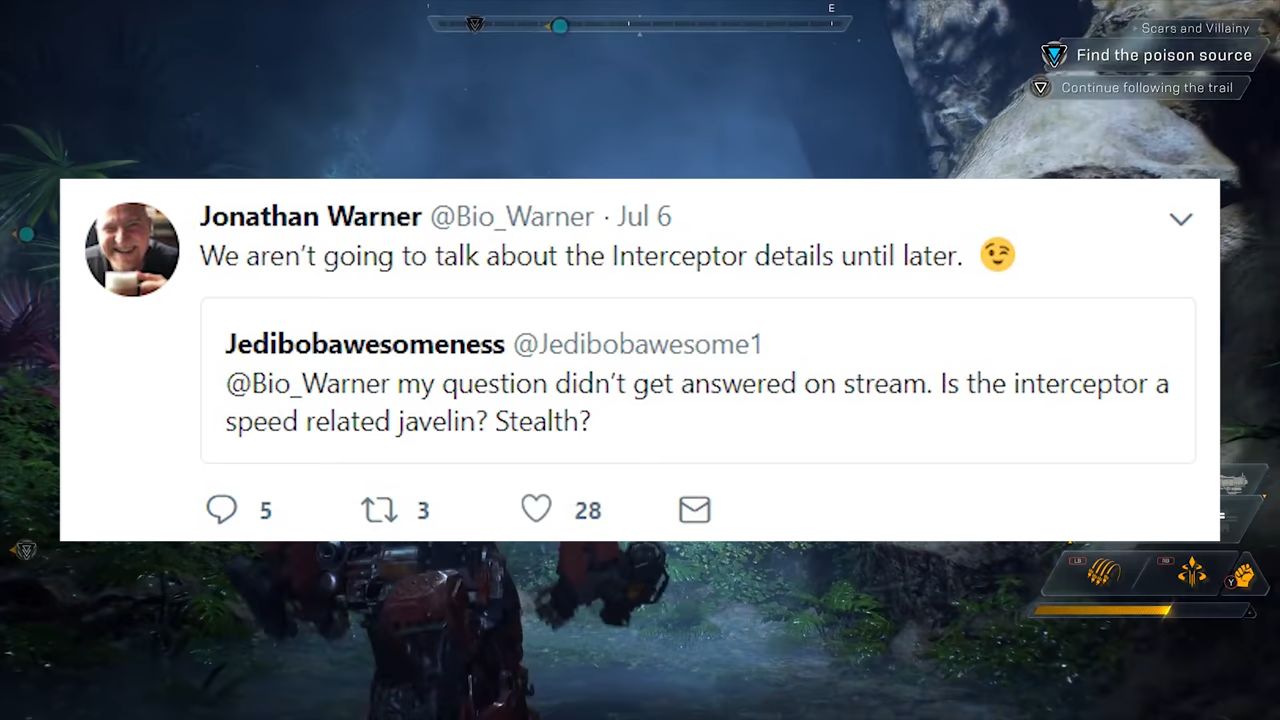 E
Scars and Villainy
Find the poison source
Continue following the trail
Jonathan Warner @Bio_Warner · Jul 6
We aren’t going to talk about the Interceptor details until later. 😉
Jedibobawesomeness @Jedibobawesome1
@Bio_Warner my question didn’t get answered on stream. Is the interceptor a
speed related javelin? Stealth?
5 3 28
LB RB Y